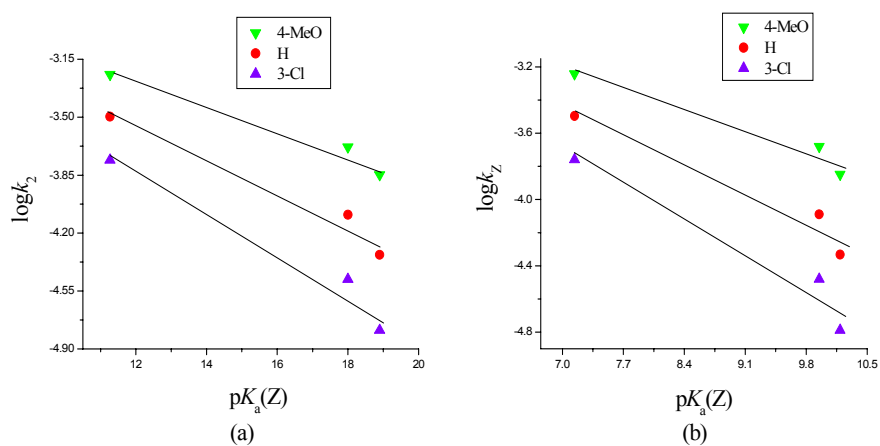 4-MeO
H
3-Cl
-3.15
-3.50
-3.85
-4.20
-4.55
-4.90
logk2
12
14
16
18
20
pKa(Z)
(a)
4-MeO
H
3-Cl
-3.2
-3.6
-4.0
-4.4
-4.8
logkZ
7.0
7.7
8.4
9.1
9.8
10.5
pKa(Z)
(b)